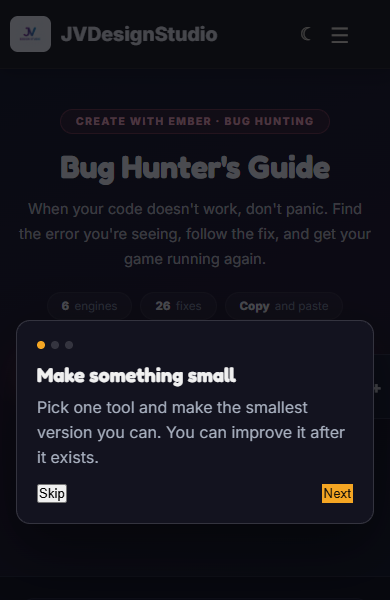 JVDesignStudio
CREATE WITH EMBER · BUG HUNTING
Bug Hunter's Guide
When your code doesn't work, don't panic. Find
the error you're seeing, follow the fix, and get your
game running again.
6 engines 26 fixes Copy and paste
+
Make something small
Pick one tool and make the smallest
version you can. You can improve it after
it exists.
Skip Next